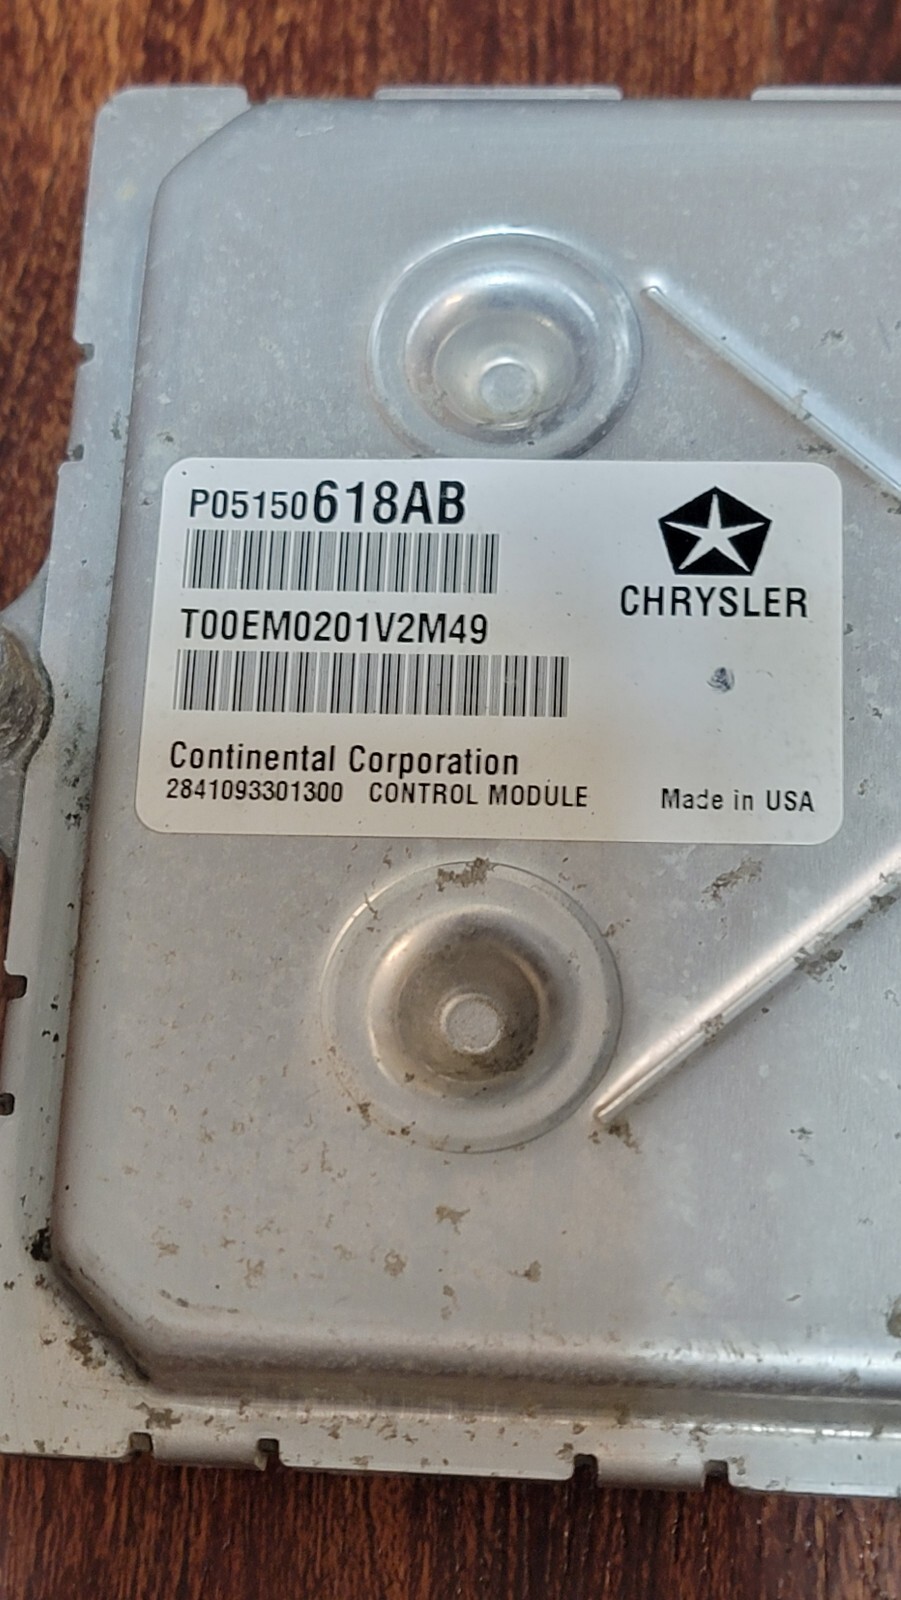 P05150618AB
CHRYSLER
T00EM0201V2M49
Continental Corporation
2841093301300 CONTROL MODULE Made in USA